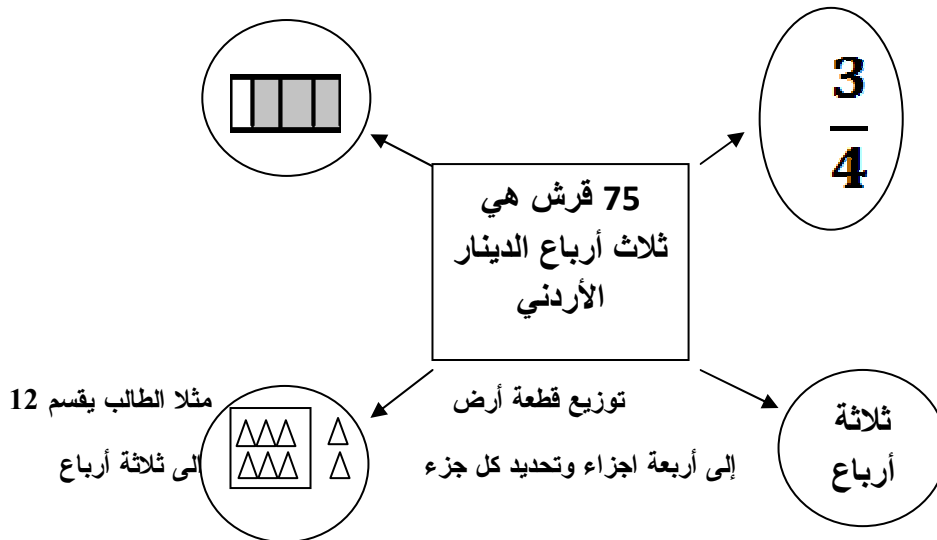 3
4
75 قرش هي
ثلاث أرباع الدينار
الأردني
ثلاثة
أرباع
توزيع قطعة أرض
إلى أربعة اجزاء وتحديد كل جزء
مثلا الطالب يقسم 12
الى ثلاثة أرباع